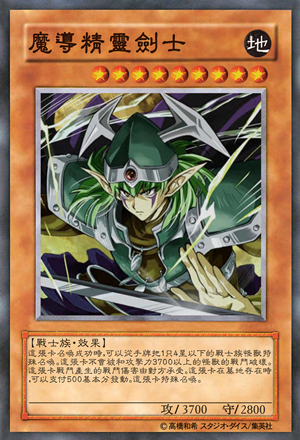 魔導精靈劍士
地
【戰士族·效果】
這張卡召喚成功時,可以從手牌把1只4星以下的戰士族怪獸特
殊召喚。這張卡不會被和攻擊力3700以上的怪獸的戰鬥破壞。
這張卡戰鬥產生的戰鬥傷害由對方承受。這張卡在墓地存在
時,可以支付500基本分發動。這張卡特殊召喚。
攻/3700 守/2800
©高橋和希 スタジオ・ダイス/集英社